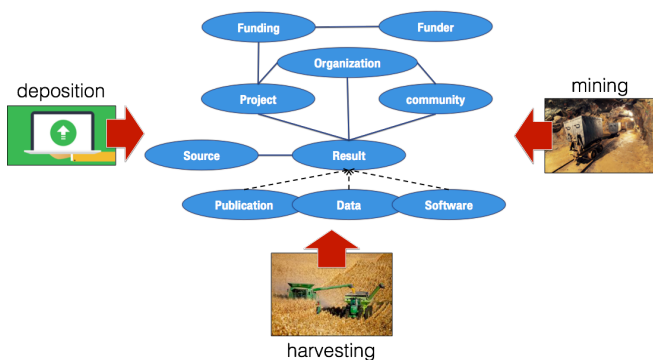 Funding
Funder
Organization
deposition
mining
Project
community
Source
Result
Publication
Data
Software
harvesting